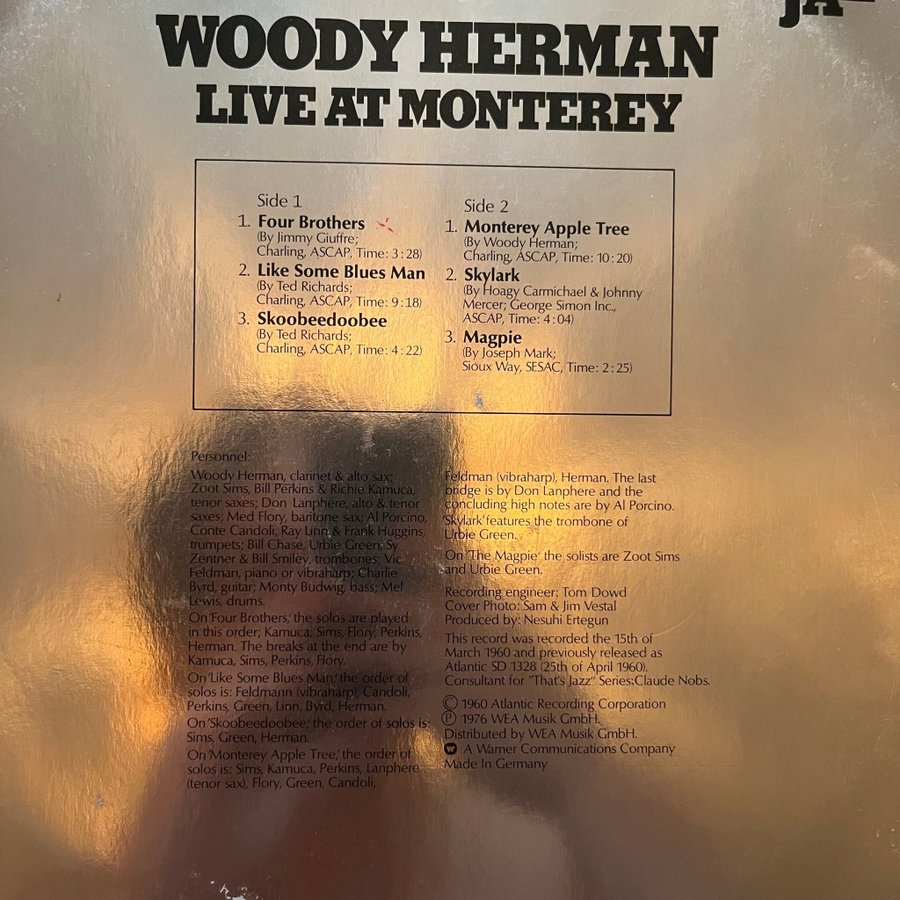 JA
WOODY HERMAN
LIVE AT MONTEREY
Side 1
1. Four Brothers
(By Jimmy Giuffre;
Charling, ASCAP, Time: 3:28)
2. Like Some Blues Man
(By Ted Richards;
Charling, ASCAP, Time: 9:18)
3. Skoobeedoobee
(By Ted Richards;
Charling, ASCAP, Time: 4:22)
Side 2
1. Monterey Apple Tree
(By Woody Herman;
Charling, ASCAP, Time: 10:20)
2. Skylark
(By Hoagy Carmichael & Johnny
Mercer; George Simon Inc.,
ASCAP, Time: 4:04)
3. Magpie
(By Joseph Mark;
Sioux Way, SESAC, Time: 2:25)
Personnel:
Woody Herman, clarinet & alto sax;
Zoot Sims, Bill Perkins & Richie Kamuca,
tenor saxes; Don Lanphere, alto & tenor
saxes; Med Flory, baritone sax; Al Porcino,
Conte Candoli, Ray Linn & Frank Huggins,
trumpets; Bill Chase, Urbie Green, Sy
Zentner & Bill Smiley, trombones; Vic
Feldman, piano or vibraharp; Charlie
Byrd, guitar; Monty Budwig, bass; Mel
Lewis, drums.
On 'Four Brothers,' the solos are played
in this order; Kamuca, Sims, Flory, Perkins,
Herman. The breaks at the end are by
Kamuca, Sims, Perkins, Flory.
On 'Like Some Blues Man,' the order of
solos is: Feldmann (vibraharp), Candoli,
Perkins, Green, Linn, Byrd, Herman.
On 'Skoobeedoobee,' the order of solos is:
Sims, Green, Herman.
On 'Monterey Apple Tree,' the order of
solos is: Sims, Kamuca, Perkins, Lanphere
(tenor sax), Flory, Green, Candoli,
Feldman (vibraharp), Herman. The last
bridge is by Don Lanphere and the
concluding high notes are by Al Porcino.
'Skylark' features the trombone of
Urbie Green.
On 'The Magpie' the solists are Zoot Sims
and Urbie Green.
Recording engineer: Tom Dowd
Cover Photo: Sam & Jim Vestal
Produced by: Nesuhi Ertegun
This record was recorded the 15th of
March 1960 and previously released as
Atlantic SD 1328 (25th of April 1960).
Consultant for "That's Jazz" Series: Claude Nobs.
© 1960 Atlantic Recording Corporation
℗ 1976 WEA Musik GmbH.
Distributed by WEA Musik GmbH.
A Warner Communications Company
Made In Germany